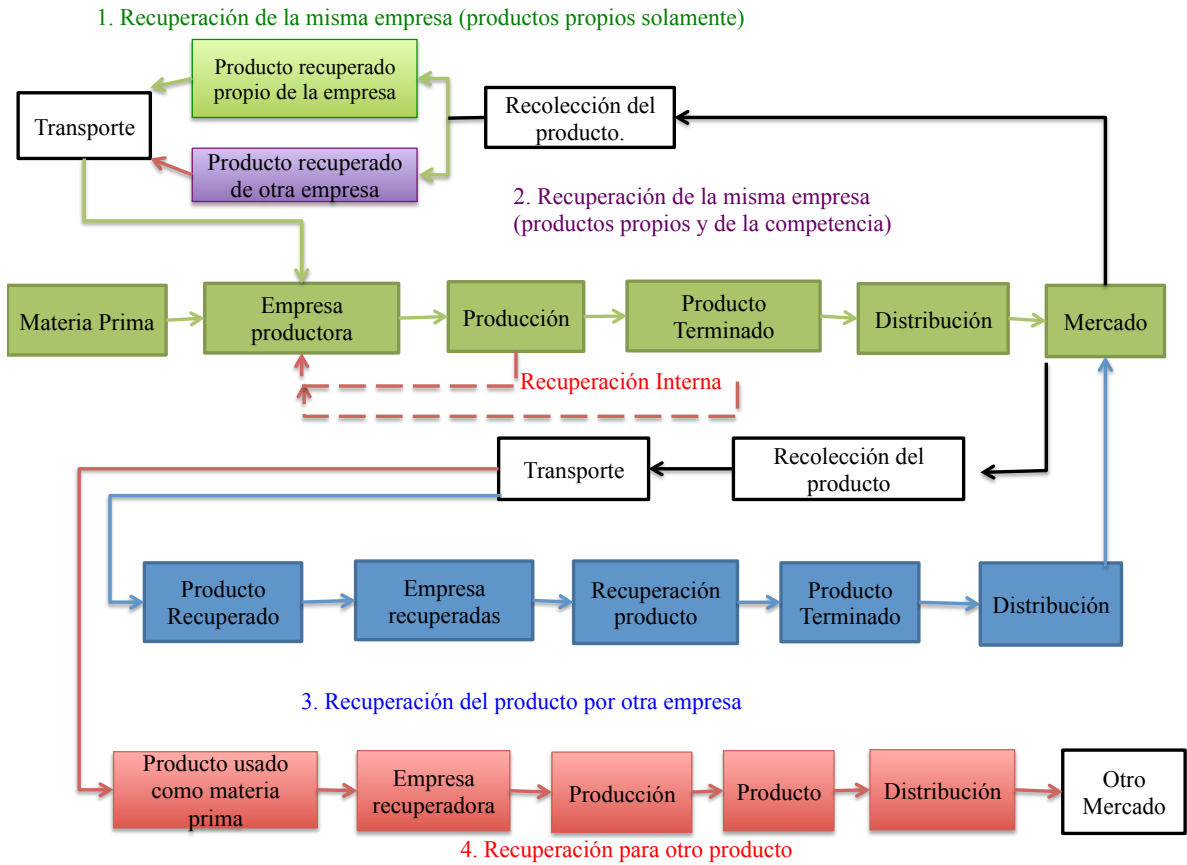 1. Recuperación de la misma empresa (productos propios solamente)
Producto recuperado
propio de la empresa
Recolección del
producto.
Transporte
Producto recuperado
de otra empresa
2. Recuperación de la misma empresa
(productos propios y de la competencia)
Materia Prima
Empresa
productora
Producción
Producto
Terminado
Distribución
Mercado
Recuperación Interna
Transporte
Recolección del
producto
Producto
Recuperado
Empresa
recuperadas
Recuperación
producto
Producto
Terminado
Distribución
3. Recuperación del producto por otra empresa
Producto usado
como materia
prima
Empresa
recuperadora
Producción
Producto
Distribución
Otro
Mercado
4. Recuperación para otro producto